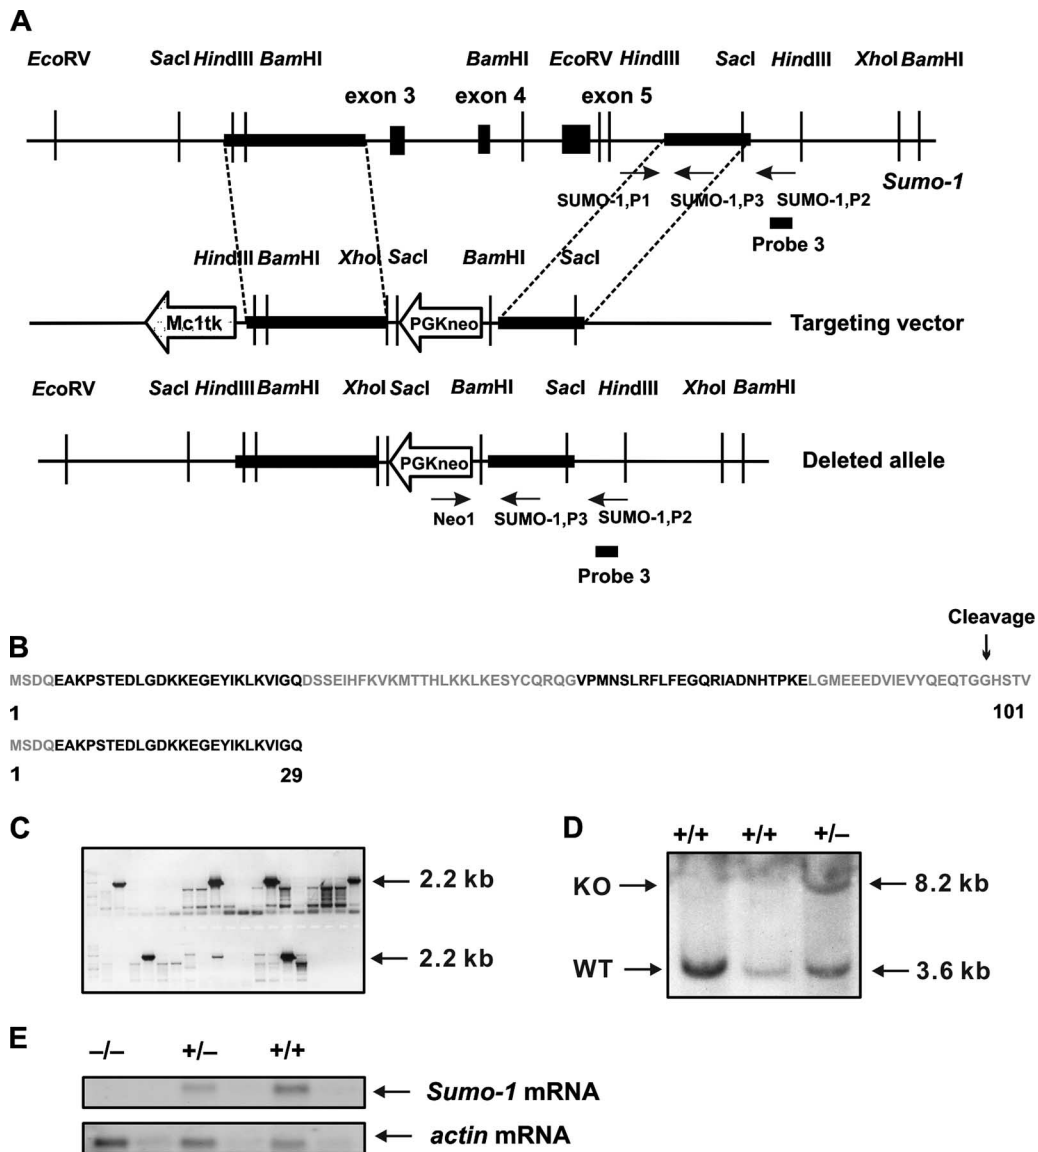 A
EcoRV SacI HindIII BamHI BamHI EcoRV HindIII SacI HindIII XhoI BamHI
exon 3 exon 4 exon 5
Sumo-1
SUMO-1,P1 SUMO-1,P3 SUMO-1,P2
Probe 3
HindIII BamHI XhoI SacI BamHI SacI
Mc1tk PGKneo Targeting vector
EcoRV SacI HindIII BamHI XhoI SacI BamHI SacI HindIII XhoI BamHI
PGKneo Deleted allele
Neo1 SUMO-1,P3 SUMO-1,P2
Probe 3
Cleavage
B
MSDQEAKPSTEDLGDKKEGEYIKLKVIGQDSSEIHFKVKMTTHLKKLKESYCQRQGVPMNSLRFLFEGQRIADNHTPKELGMEEEDVIEVYQEQTGGHSTV
1 101
MSDQEAKPSTEDLGDKKEGEYIKLKVIGQ
1 29
C
2.2 kb
2.2 kb
D
+/+ +/+ +/–
KO 8.2 kb
WT 3.6 kb
E
–/– +/– +/+
Sumo-1 mRNA
actin mRNA